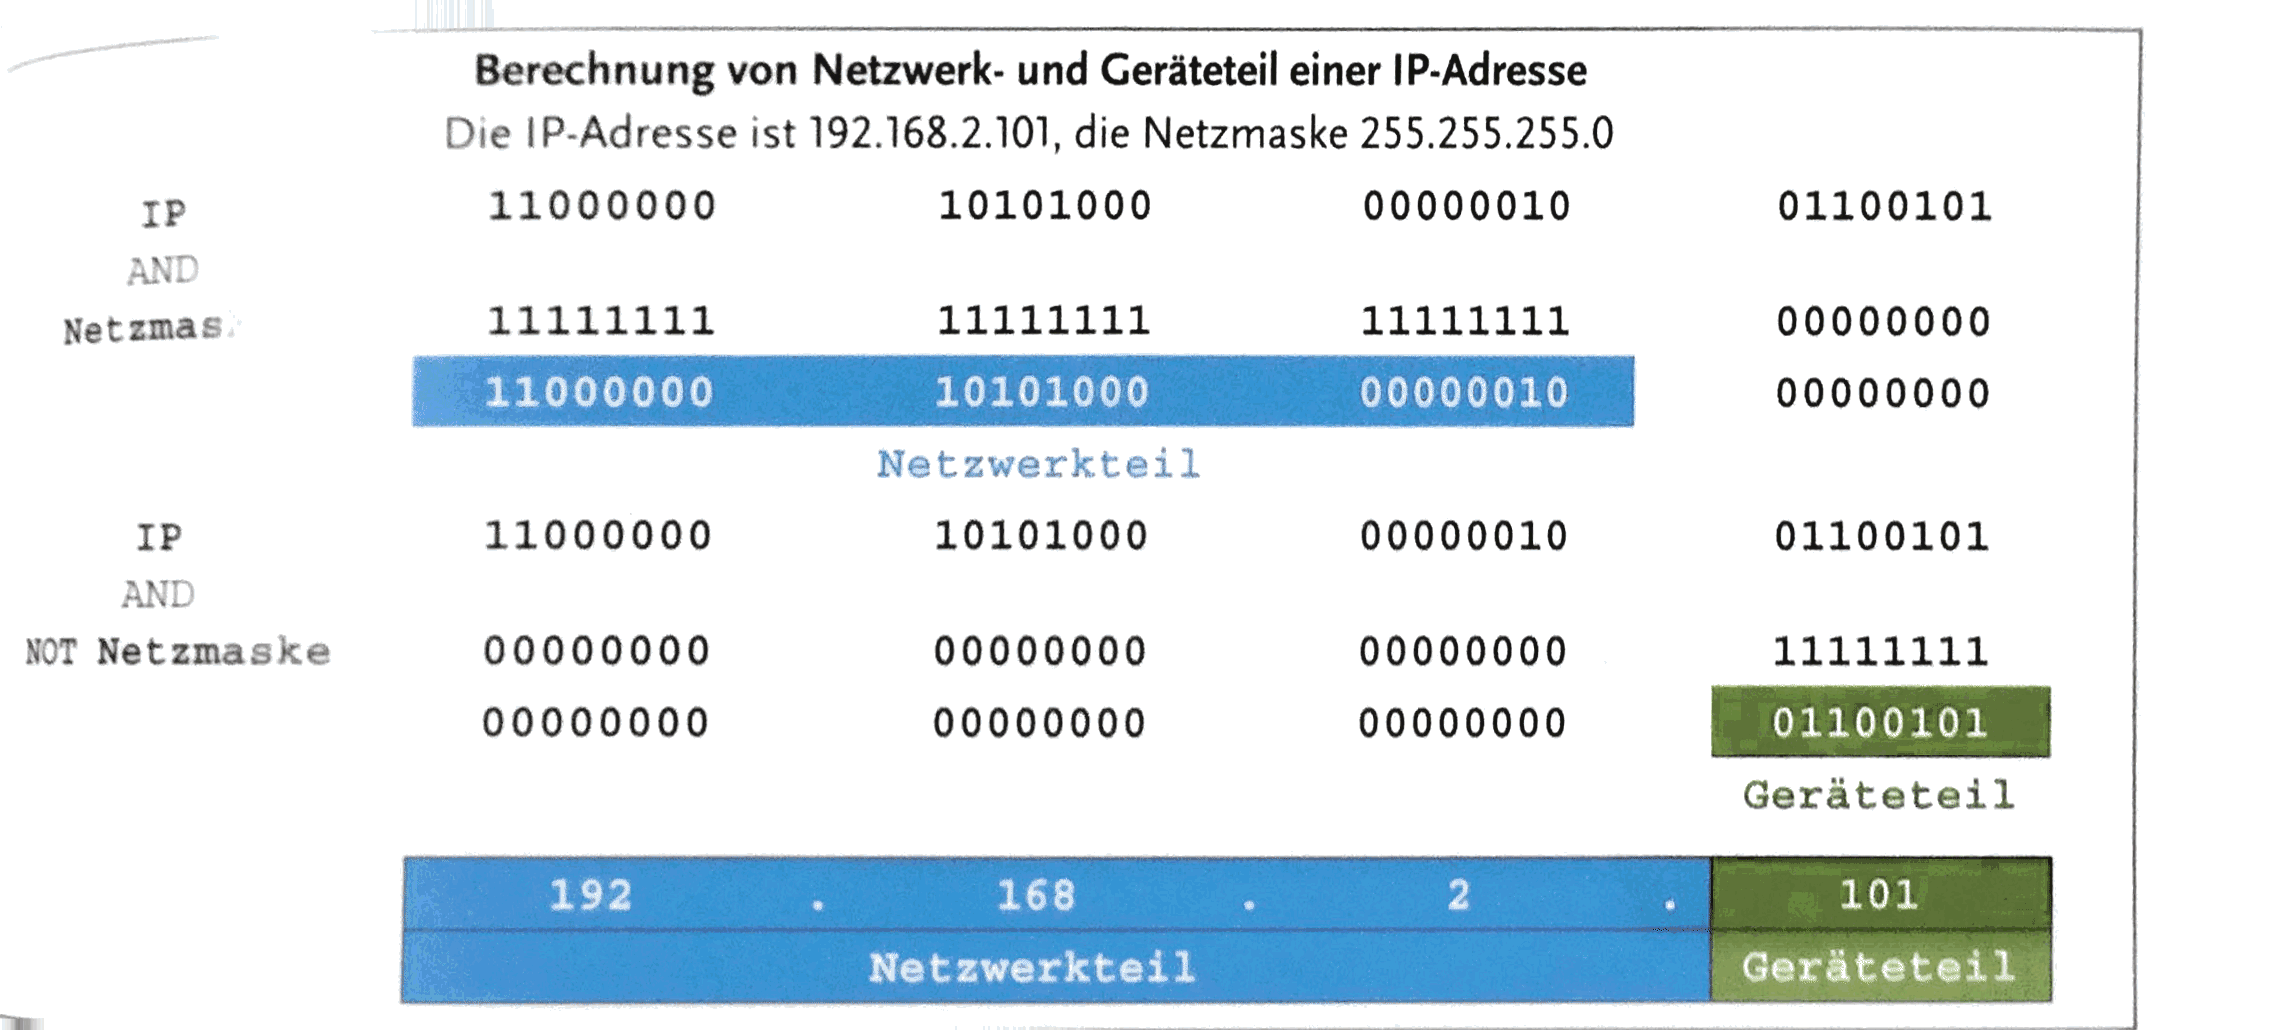 Berechnung von Netzwerk- und Geräteteil einer IP-Adresse
Die IP-Adresse ist 192.168.2.101, die Netzmaske 255.255.255.0
IP 11000000 10101000 00000010 01100101
AND
Netzmas 11111111 11111111 11111111 00000000
11000000 10101000 00000010 00000000
Netzwerkteil
IP 11000000 10101000 00000010 01100101
AND
NOT Netzmaske 00000000 00000000 00000000 11111111
00000000 00000000 00000000 01100101
Geräteteil
192 . 168 . 2 . 101
Netzwerkteil Geräteteil